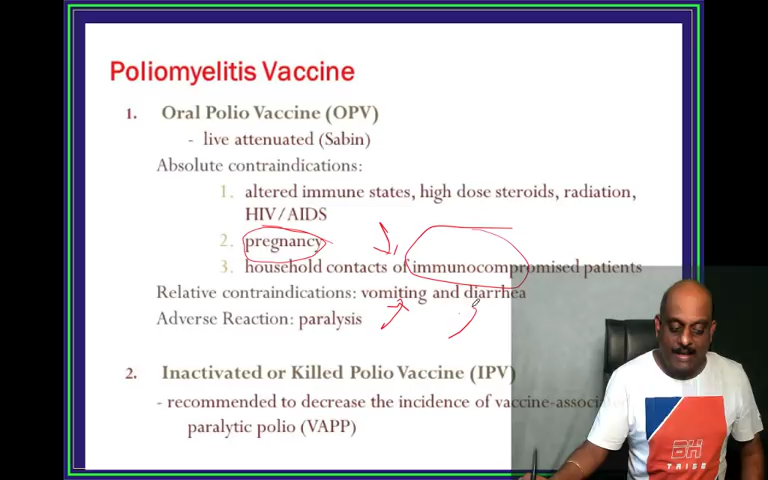 Poliomyelitis Vaccine
1. Oral Polio Vaccine (OPV)
- live attenuated (Sabin)
Absolute contraindications:
1. altered immune states, high dose steroids, radiation,
HIV/AIDS
2. pregnancy
3. household contacts of immunocompromised patients
Relative contraindications: vomiting and diarrhea
Adverse Reaction: paralysis
2. Inactivated or Killed Polio Vaccine (IPV)
- recommended to decrease the incidence of
paralytic polio (VAPP)
BH